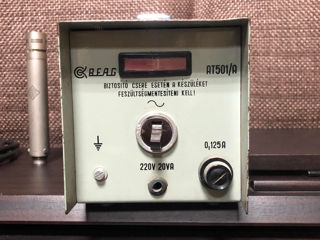 BEAG AT501/A
BIZTOSÍTÓ CSERE ESETÉN A KÉSZÜLÉKET
FESZÜLTSÉGMENTESÍTENI KELL!
0,125A
220V 20VA